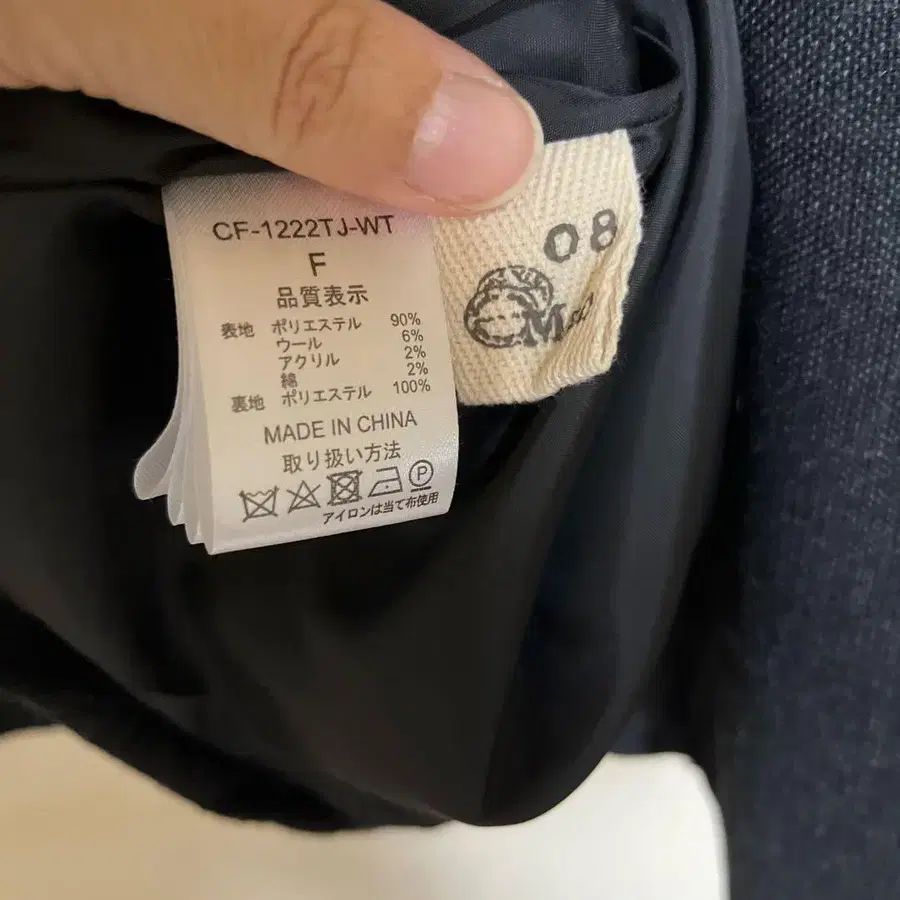 CF-1222TJ-WT
F
品質表示
表地 ポリエステル 90%
ウール 6%
アクリル 2%
綿 2%
裏地 ポリエステル 100%
MADE IN CHINA
取り扱い方法
P
アイロンは当て布使用
08